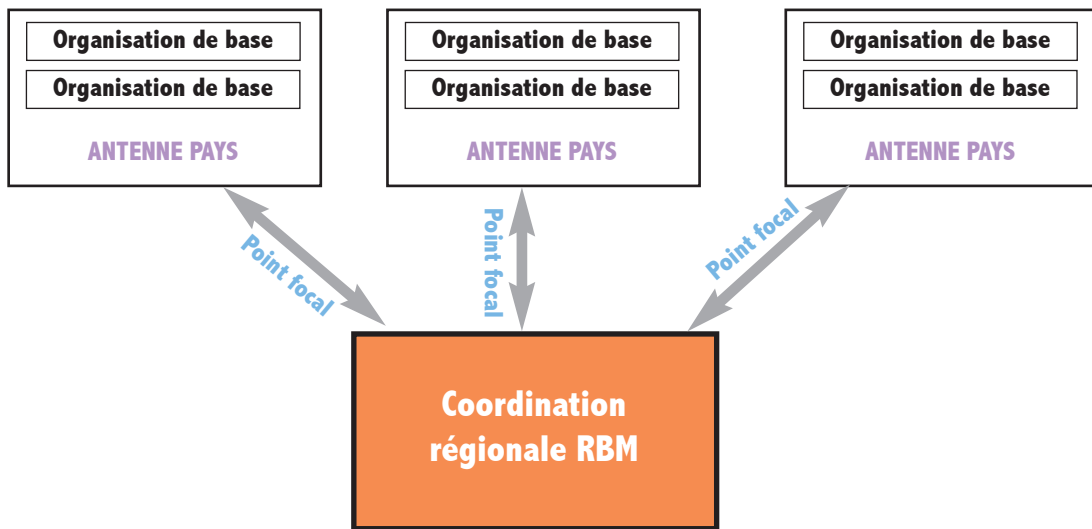 Organisation de base
Organisation de base
ANTENNE PAYS
Organisation de base
Organisation de base
ANTENNE PAYS
Organisation de base
Organisation de base
ANTENNE PAYS
Point focal
Point focal
Point focal
Coordination
régionale RBM